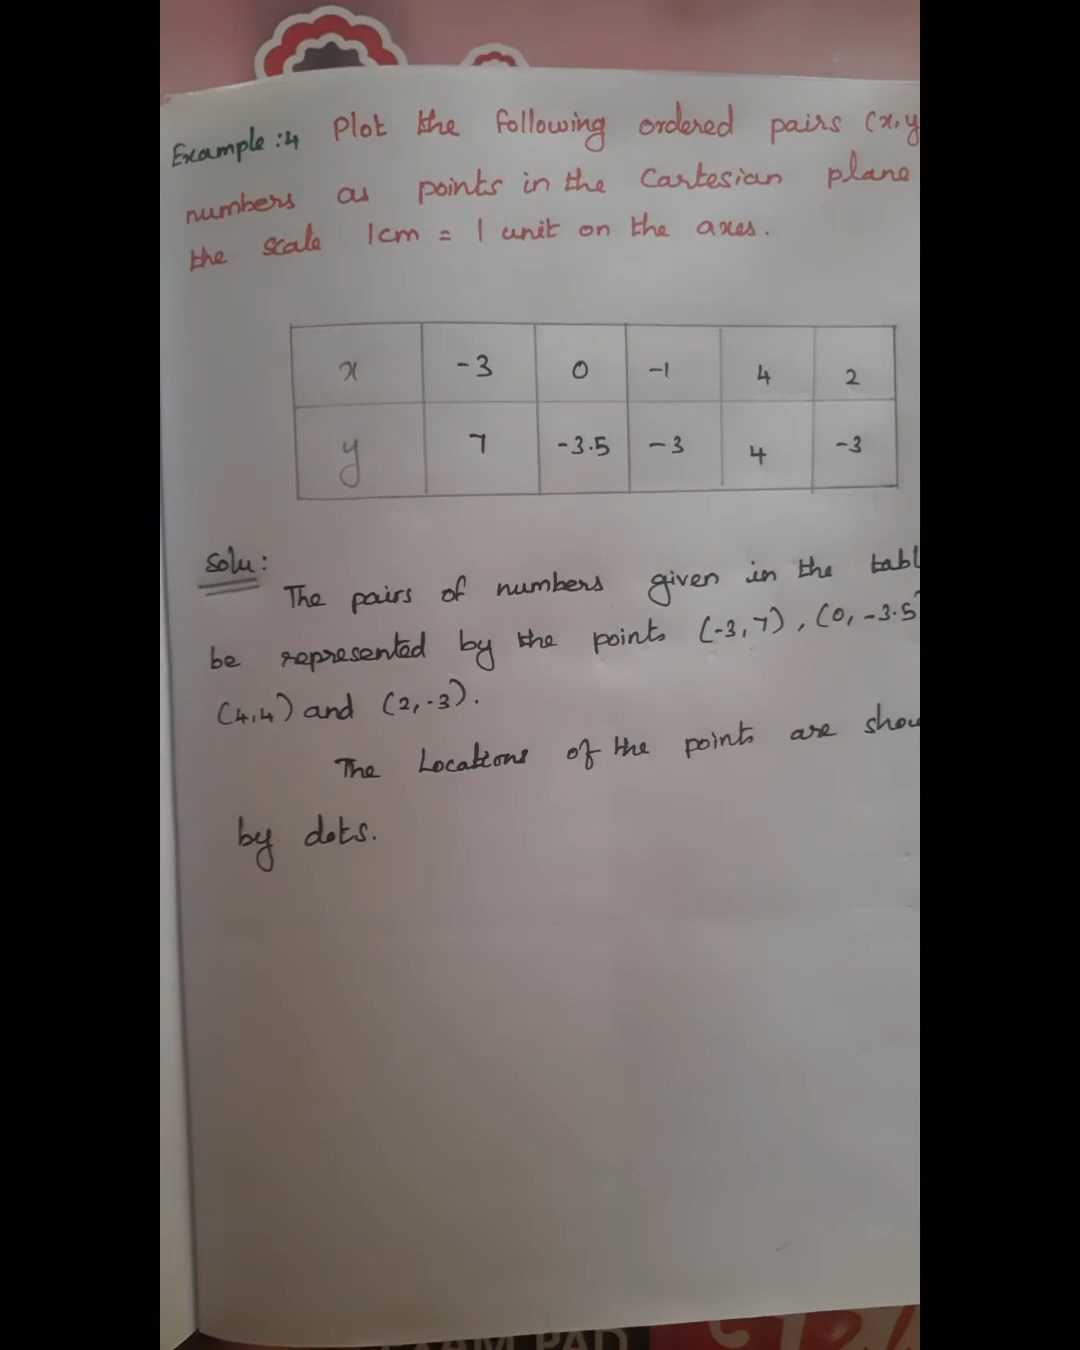 Example:4 Plot the following ordered pairs (x,y
numbers as points in the Cartesian plane
the scale 1cm = 1 unit on the axes.
x -3 0 -1 4 2
y 7 -3.5 -3 4 -3
Solu:
The pairs of numbers given in the tabl
be represented by the points (-3,7), (0, -3.5
(4,4) and (2,-3).
The Locations of the points are show
by dots.
EXAM PAD